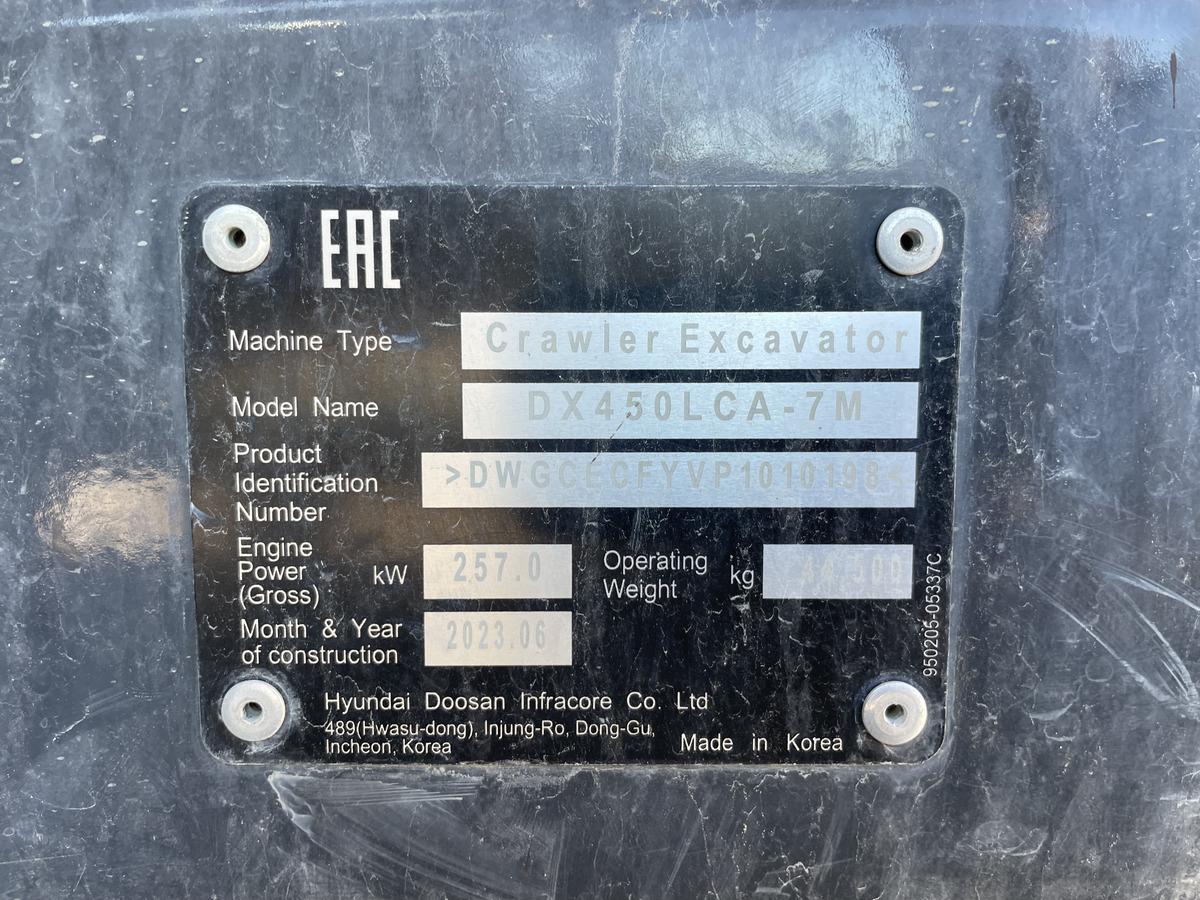 EAC
Machine Type Crawler Excavator
Model Name DX450LCA-7M
Product
Identification >DWGCECFYVP1010198<
Number
Engine
Power kW 257.0 Operating kg 44,500
(Gross) Weight
Month & Year 2023.06
of construction
950205-05337C
Hyundai Doosan Infracore Co. Ltd
489(Hwasu-dong), Injung-Ro, Dong-Gu,
Incheon, Korea Made in Korea